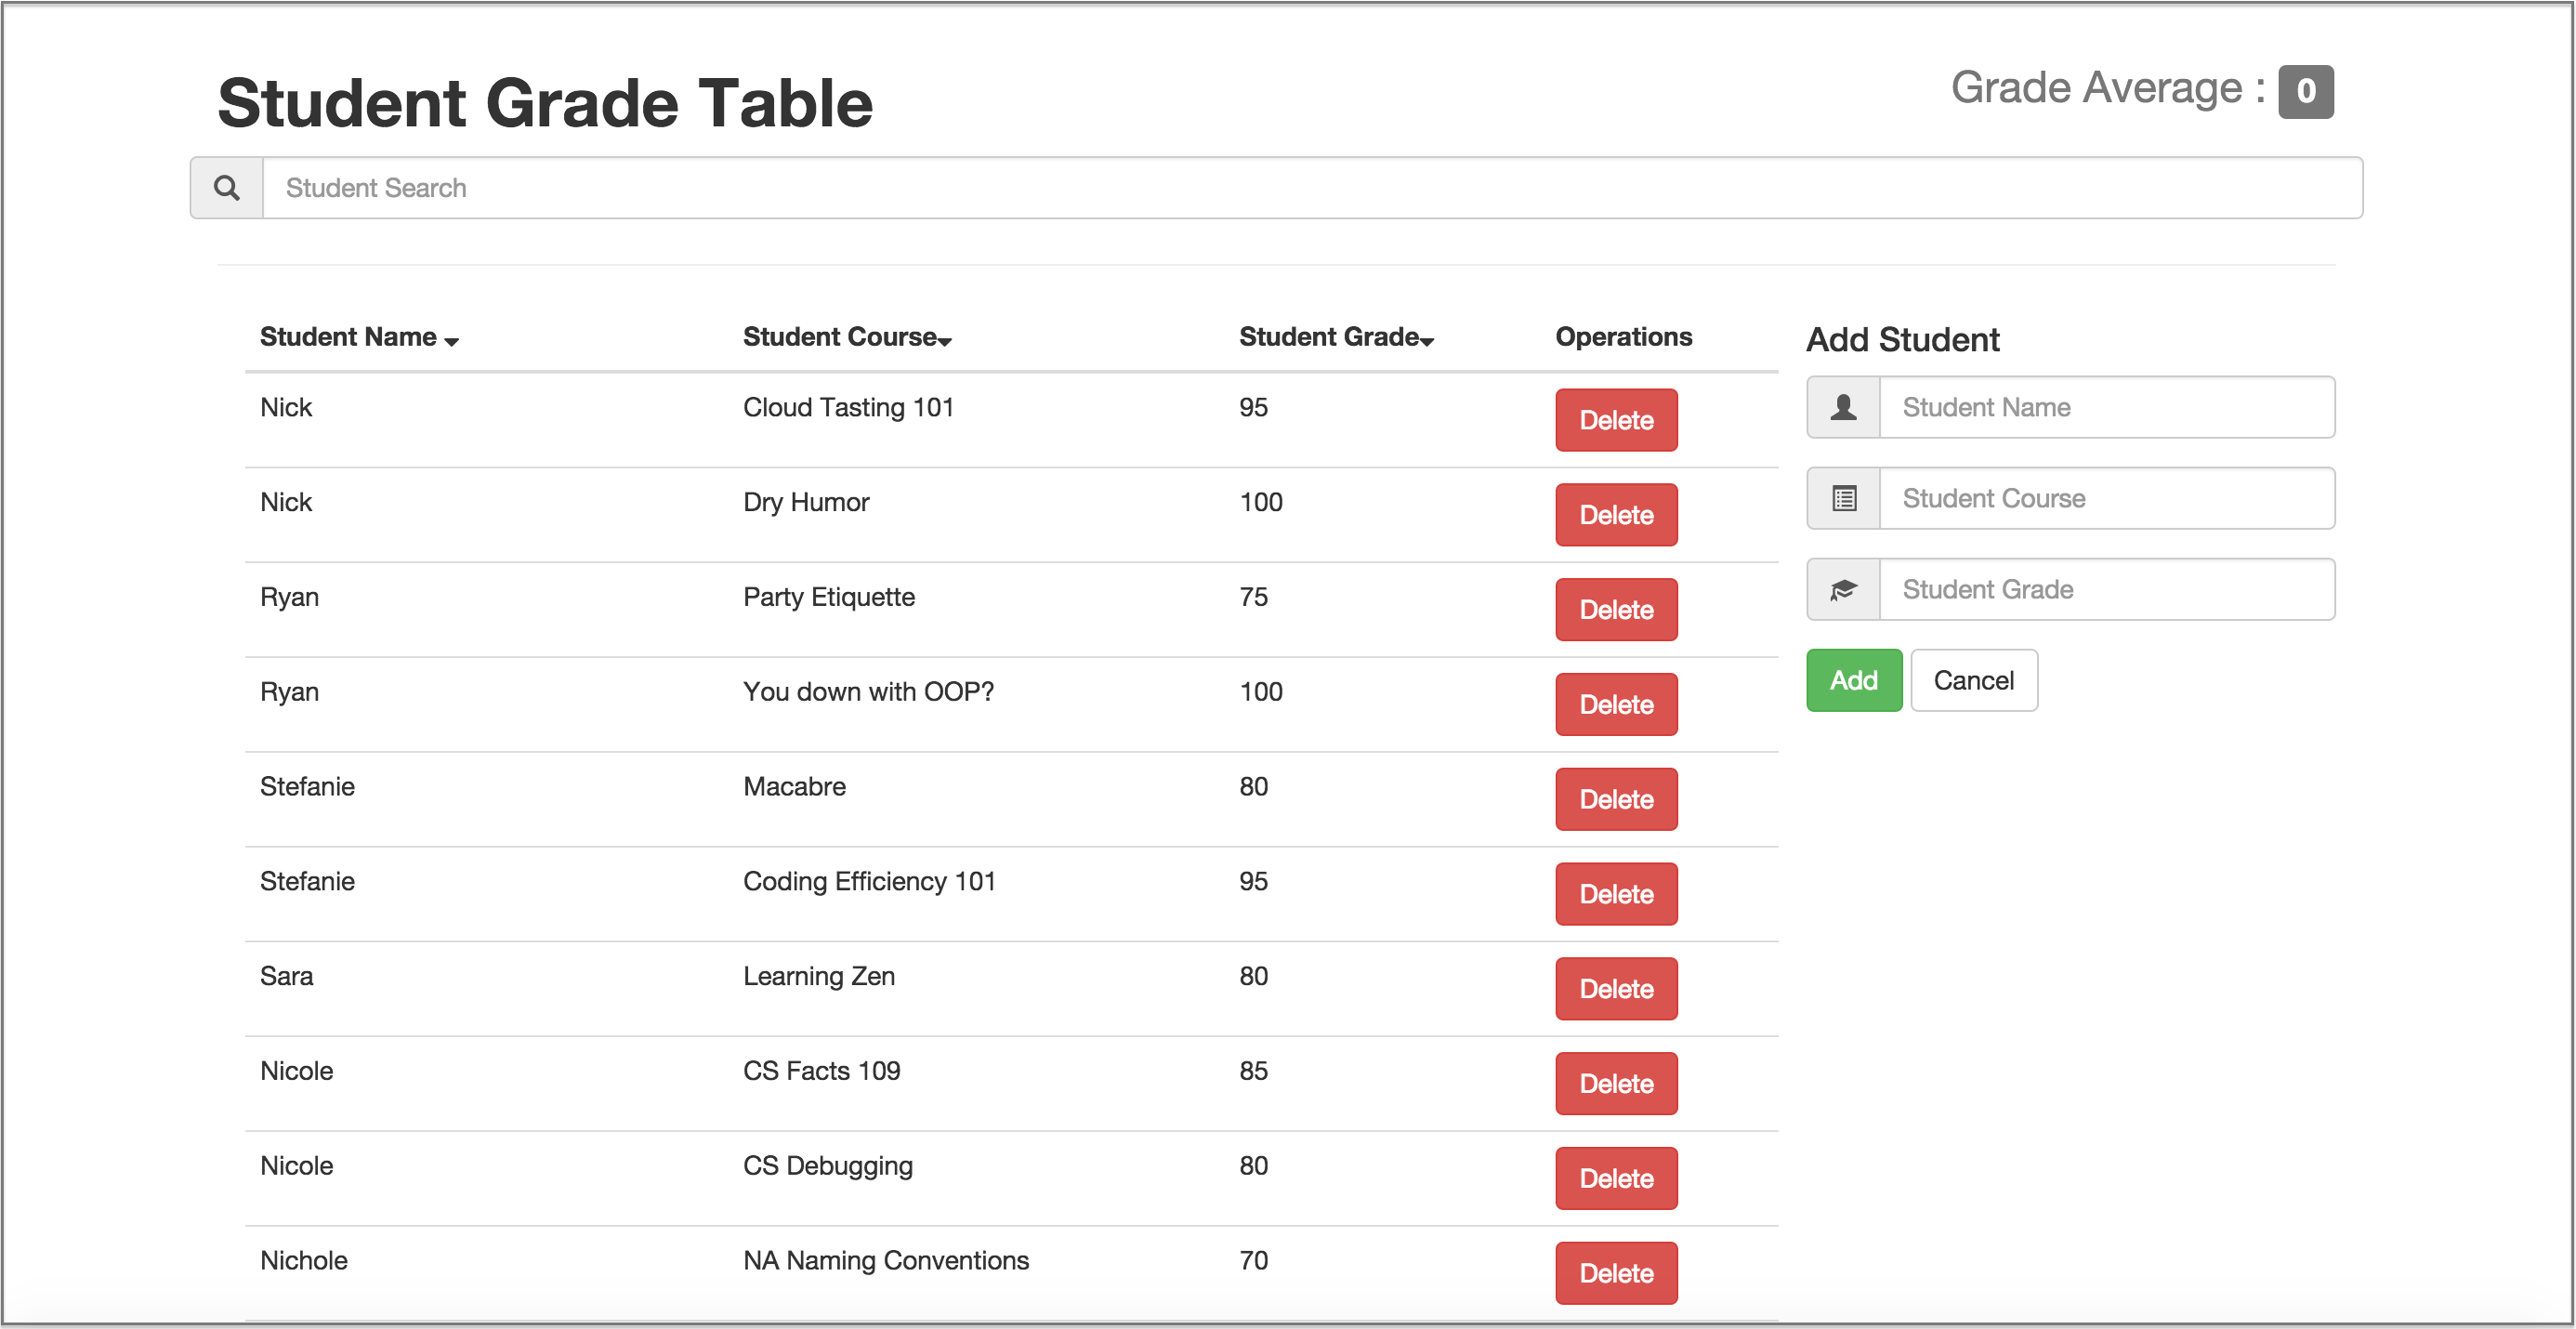 Student Grade Table
Grade Average : 0
Student Search
Student Name Student Course Student Grade Operations
Nick Cloud Tasting 101 95 Delete
Nick Dry Humor 100 Delete
Ryan Party Etiquette 75 Delete
Ryan You down with OOP? 100 Delete
Stefanie Macabre 80 Delete
Stefanie Coding Efficiency 101 95 Delete
Sara Learning Zen 80 Delete
Nicole CS Facts 109 85 Delete
Nicole CS Debugging 80 Delete
Nichole NA Naming Conventions 70 Delete
Add Student
Student Name
Student Course
Student Grade
Add Cancel